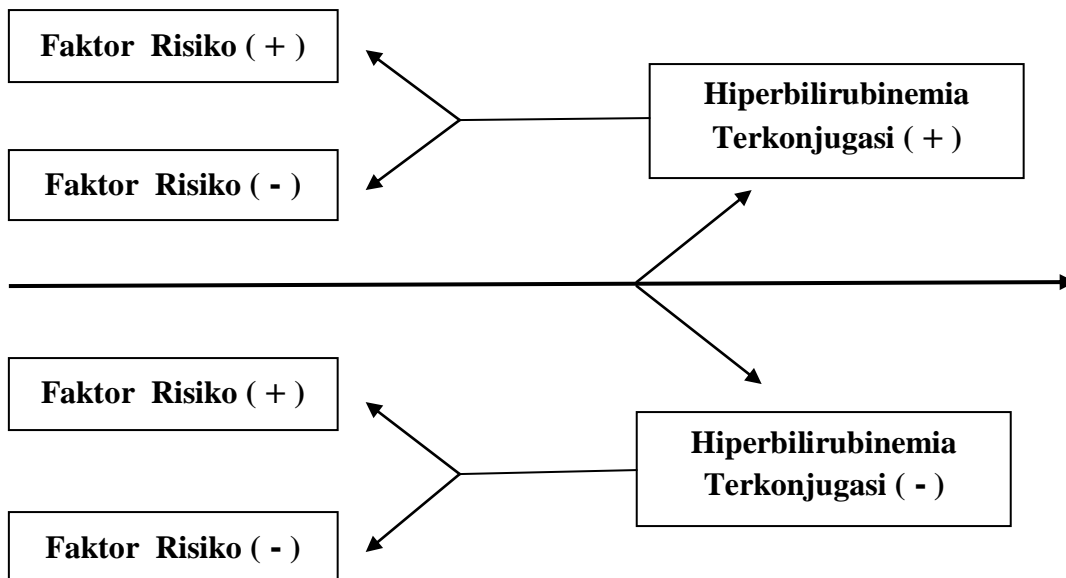 Faktor Risiko ( + )
Hiperbilirubinemia
Terkonjugasi ( + )
Faktor Risiko ( - )
Faktor Risiko ( + )
Hiperbilirubinemia
Terkonjugasi ( - )
Faktor Risiko ( - )